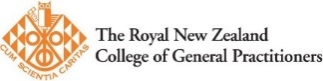 The Royal New Zealand
College of General Practitioners
CUM SCIENTIA CARITAS